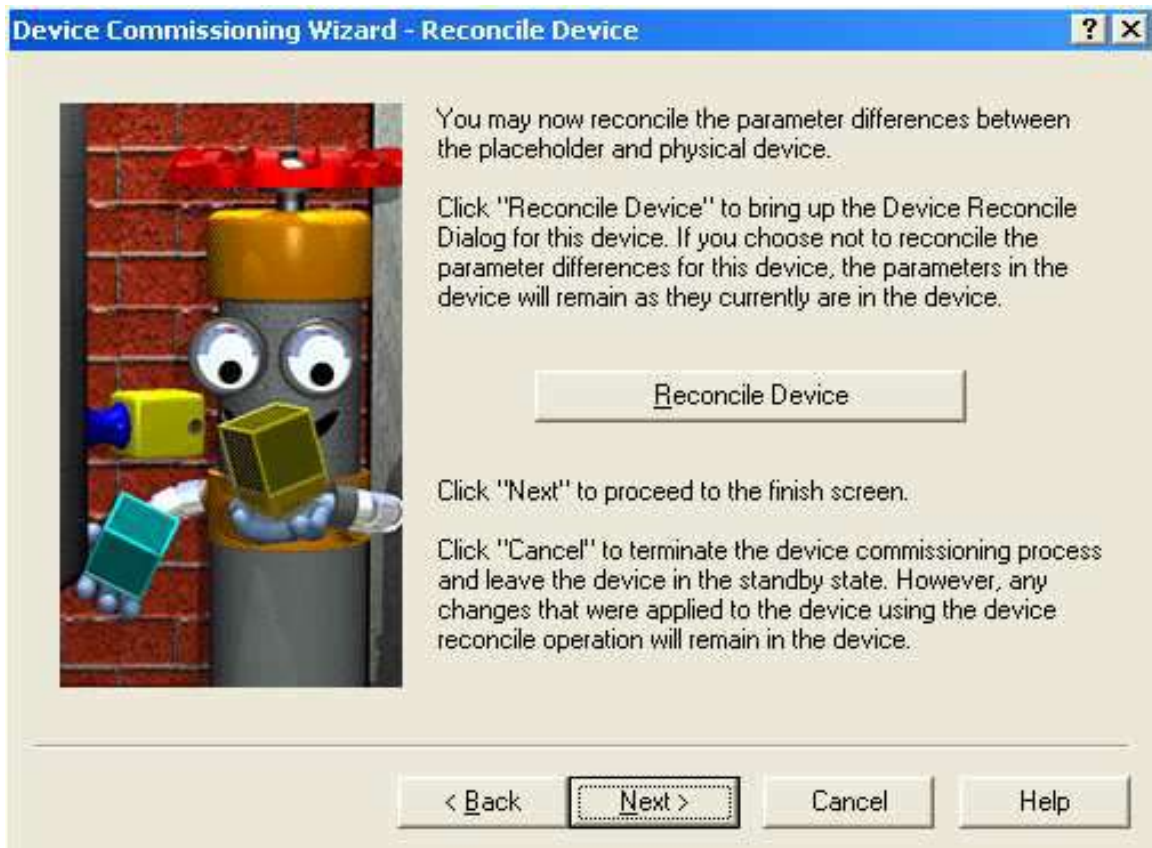 Device Commissioning Wizard - Reconcile Device
You may now reconcile the parameter differences between
the placeholder and physical device.
Click "Reconcile Device" to bring up the Device Reconcile
Dialog for this device. If you choose not to reconcile the
parameter differences for this device, the parameters in the
device will remain as they currently are in the device.
Reconcile Device
Click "Next" to proceed to the finish screen.
Click "Cancel" to terminate the device commissioning process
and leave the device in the standby state. However, any
changes that were applied to the device using the device
reconcile operation will remain in the device.
< Back Next > Cancel Help